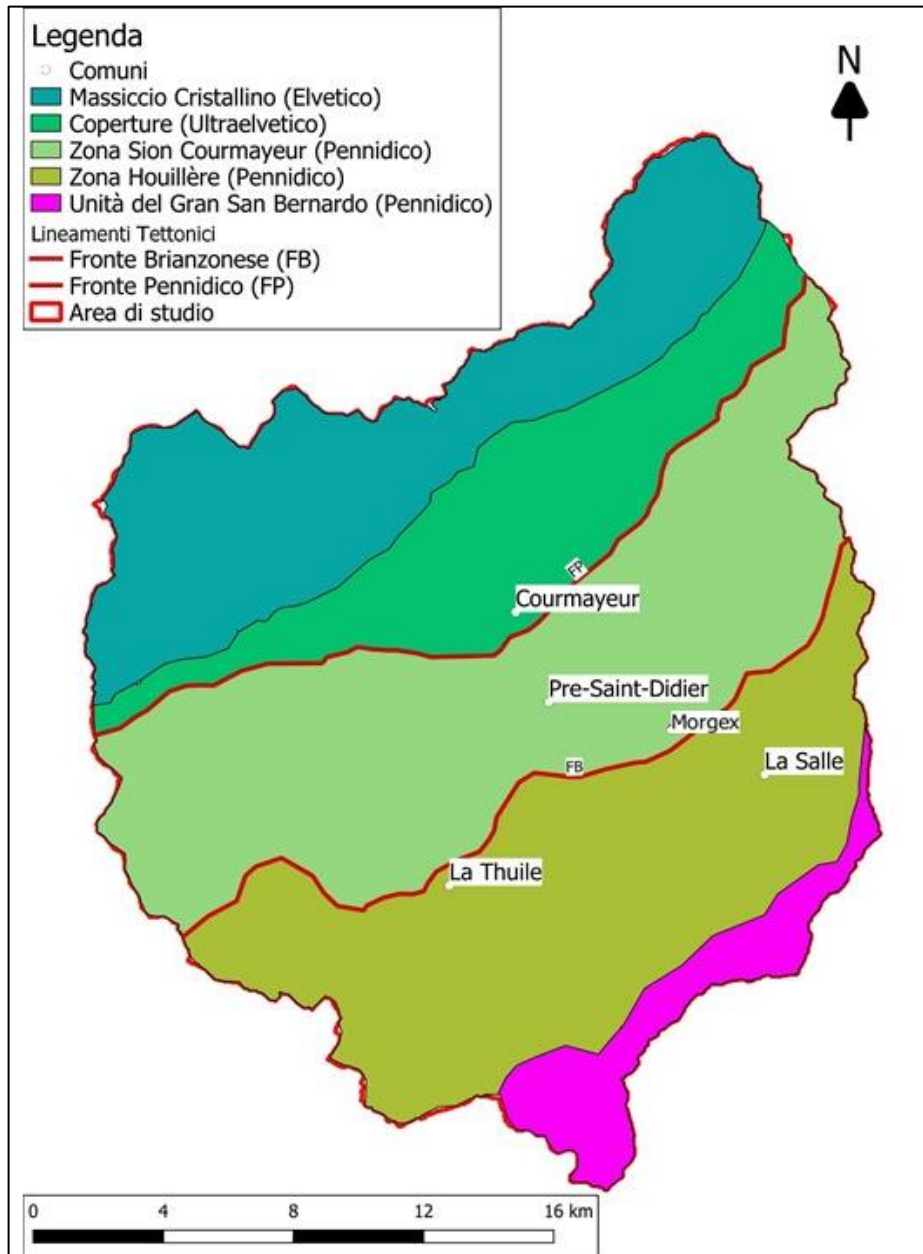 Legenda
Comuni
Massiccio Cristallino (Elvetico)
Coperture (Ultraelvetico)
Zona Sion Courmayeur (Pennidico)
Zona Houillère (Pennidico)
Unità del Gran San Bernardo (Pennidico)
Lineamenti Tettonici
Fronte Brianzonese (FB)
Fronte Pennidico (FP)
Area di studio
N
FP
Courmayeur
Pre-Saint-Didier
Morgex
FB
La Salle
La Thuile
0 4 8 12 16 km